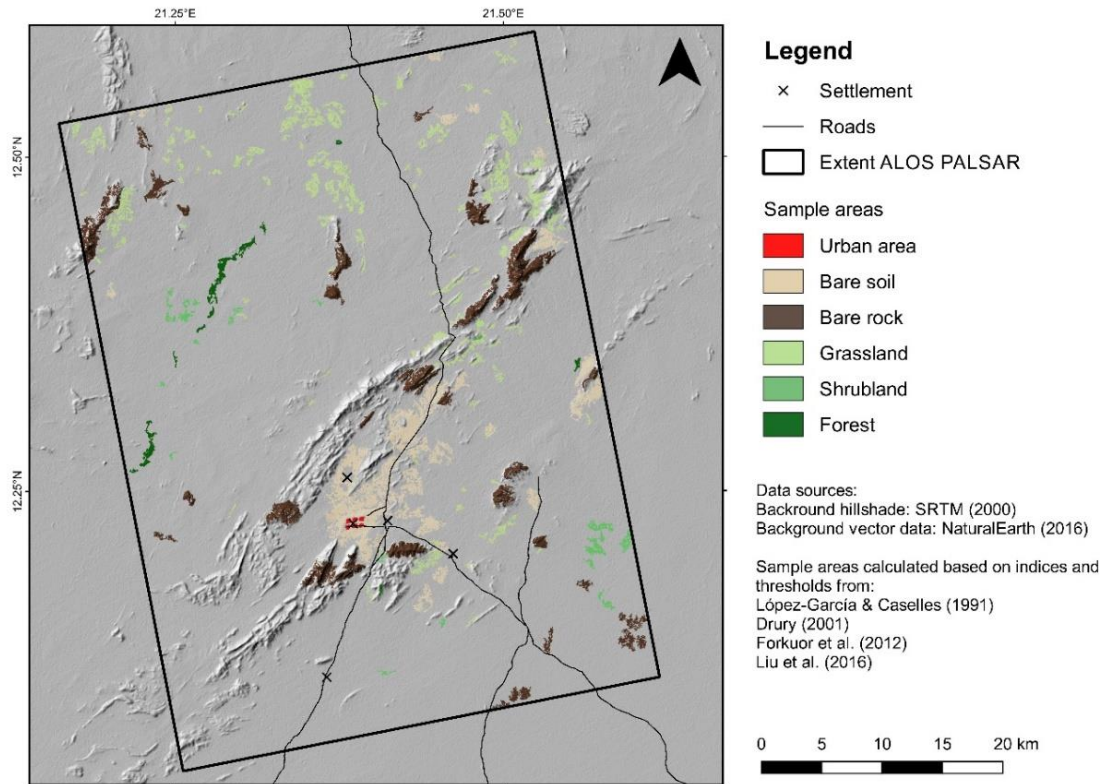 21.25°E
21.50°E
12.50°N
12.25°N
Legend
Settlement
Roads
Extent ALOS PALSAR
Sample areas
Urban area
Bare soil
Bare rock
Grassland
Shrubland
Forest
Data sources:
Backround hillshade: SRTM (2000)
Background vector data: NaturalEarth (2016)
Sample areas calculated based on indices and
thresholds from:
López-García & Caselles (1991)
Drury (2001)
Forkuor et al. (2012)
Liu et al. (2016)
0 5 10 15 20 km